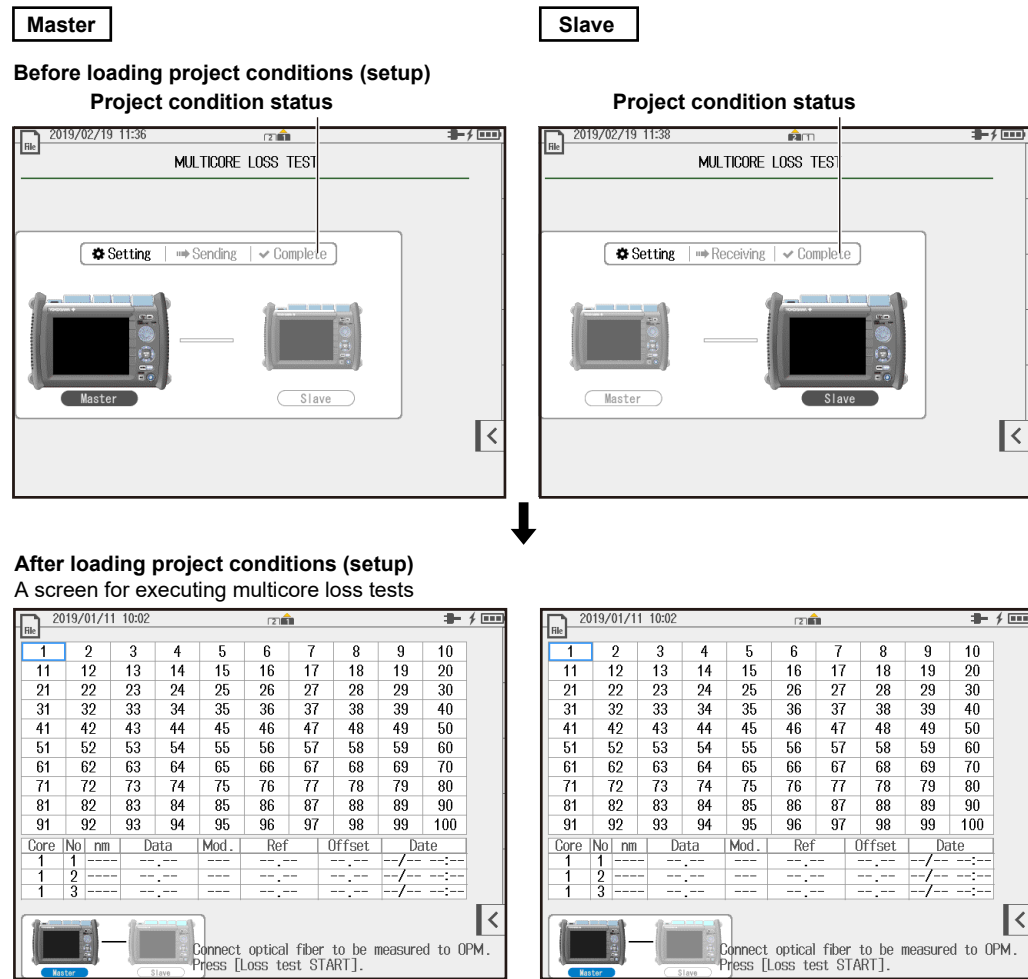 Master
Slave
Before loading project conditions (setup)
Project condition status
Project condition status
File 2019/02/19 11:36 2 1
MULTICORE LOSS TEST
Setting Sending Complete
YOKOGAWA
Master Slave
File 2019/02/19 11:38 2
MULTICORE LOSS TEST
Setting Receiving Complete
YOKOGAWA
Master Slave
After loading project conditions (setup)
A screen for executing multicore loss tests
File 2019/01/11 10:02 2 1
1 2 3 4 5 6 7 8 9 10
11 12 13 14 15 16 17 18 19 20
21 22 23 24 25 26 27 28 29 30
31 32 33 34 35 36 37 38 39 40
41 42 43 44 45 46 47 48 49 50
51 52 53 54 55 56 57 58 59 60
61 62 63 64 65 66 67 68 69 70
71 72 73 74 75 76 77 78 79 80
81 82 83 84 85 86 87 88 89 90
91 92 93 94 95 96 97 98 99 100
Core No nm Data Mod. Ref Offset Date
1 1 ---- --.-- --- --.-- --.-- --/-- --:--
1 2 ---- --.-- --- --.-- --.-- --/-- --:--
1 3 ---- --.-- --- --.-- --.-- --/-- --:--
Connect optical fiber to be measured to OPM.
Press [Loss test START].
Master Slave
File 2019/01/11 10:02 2 1
1 2 3 4 5 6 7 8 9 10
11 12 13 14 15 16 17 18 19 20
21 22 23 24 25 26 27 28 29 30
31 32 33 34 35 36 37 38 39 40
41 42 43 44 45 46 47 48 49 50
51 52 53 54 55 56 57 58 59 60
61 62 63 64 65 66 67 68 69 70
71 72 73 74 75 76 77 78 79 80
81 82 83 84 85 86 87 88 89 90
91 92 93 94 95 96 97 98 99 100
Core No nm Data Mod. Ref Offset Date
1 1 ---- --.-- --- --.-- --.-- --/-- --:--
1 2 ---- --.-- --- --.-- --.-- --/-- --:--
1 3 ---- --.-- --- --.-- --.-- --/-- --:--
Connect optical fiber to be measured to OPM.
Press [Loss test START].
Master Slave